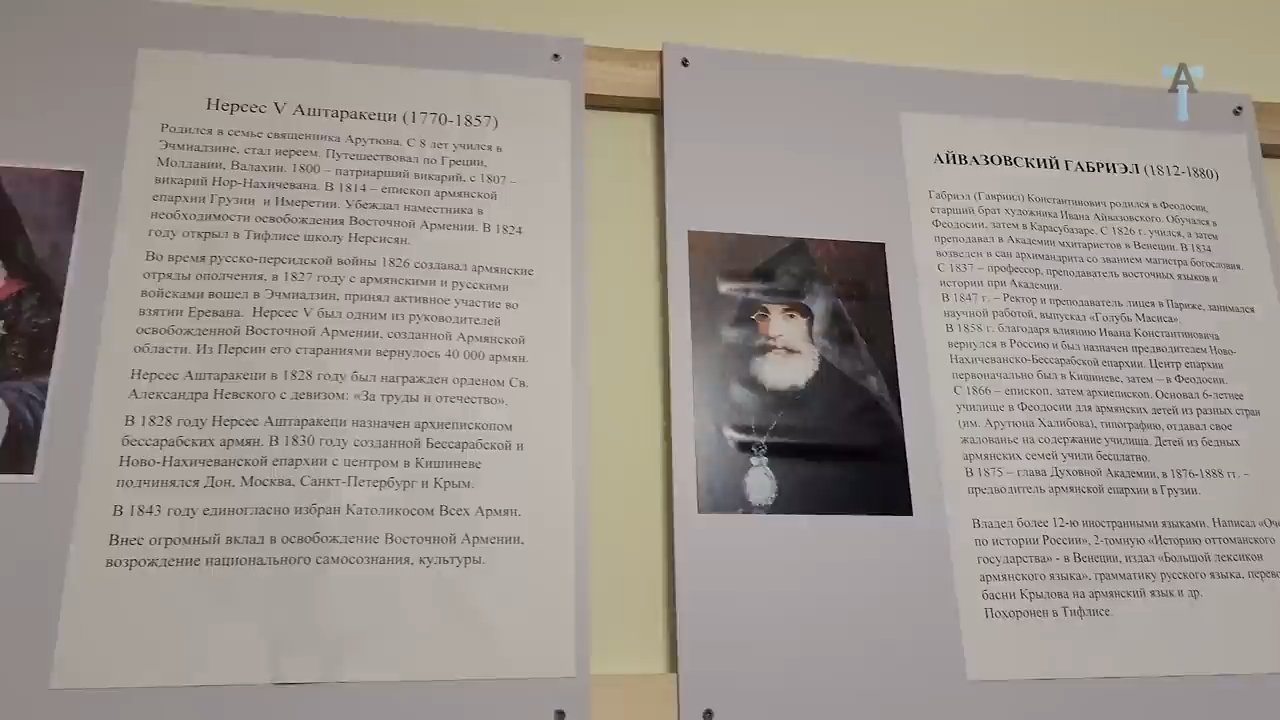 Нерсес V Аштаракеци (1770-1857)
Родился в семье священника Арутюна. С 8 лет учился в
Эчмиадзине, стал иереем. Путешествовал по Греции,
Молдавии, Валахии. 1800 – патриарший викарий, с 1807 –
викарий Нор-Нахичевана. В 1814 – епископ армянской
епархии Грузии и Имеретии. Убеждал наместника в
необходимости освобождения Восточной Армении. В 1824
году открыл в Тифлисе школу Нерсисян.
Во время русско-персидской войны 1826 создавал армянские
отряды ополчения, в 1827 году с армянскими и русскими
войсками вошел в Эчмиадзин, принял активное участие во
взятии Еревана. Нерсес V был одним из руководителей
освобожденной Восточной Армении, созданной Армянской
области. Из Персии его стараниями вернулось 40 000 армян.
Нерсес Аштаракеци в 1828 году был награжден орденом Св.
Александра Невского с девизом: «За труды и отечество».
В 1828 году Нерсес Аштаракеци назначен архиепископом
бессарабских армян. В 1830 году созданной Бессарабской и
Ново-Нахичеванской епархии с центром в Кишиневе
подчинялся Дон, Москва, Санкт-Петербург и Крым.
В 1843 году единогласно избран Католикосом Всех Армян.
Внес огромный вклад в освобождение Восточной Армении,
возрождение национального самосознания, культуры.
АЙВАЗОВСКИЙ ГАБРИЭЛ (1812-1880)
Габриэл (Гавриил) Константинович родился в Феодосии,
старший брат художника Ивана Айвазовского. Обучался в
Феодосии, затем в Карасубазаре. С 1826 г. учился, а затем
преподавал в Академии мхитаристов в Венеции. В 1834
возведен в сан архимандрита со званием магистра богословия.
С 1837 – профессор, преподаватель восточных языков и
истории при Академии.
В 1847 г. – Ректор и преподаватель лицея в Париже, занимался
научной работой, выпускал «Голубь Масиса».
В 1858 г. благодаря влиянию Ивана Константиновича
вернулся в Россию и был назначен предводителем Ново-
Нахичеванско-Бессарабской епархии. Центр епархии
первоначально был в Кишиневе, затем – в Феодосии.
С 1866 – епископ, затем архиепископ. Основал 6-летнее
училище в Феодосии для армянских детей из разных стран
(им. Арутюна Халибова), типографию, отдавал свое
жалованье на содержание училища. Детей из бедных
армянских семей учили бесплатно.
В 1875 – глава Духовной Академии, в 1876-1888 гг. –
предводитель армянской епархии в Грузии.
Владел более 12-ю иностранными языками. Написал
по истории России», 2-томную «Историю оттоманского
государства» - в Венеции, издал «Большой лексикон
армянского языка», грамматику русского языка,
басни Крылова на армянский язык и др.
Похоронен в Тифлисе.